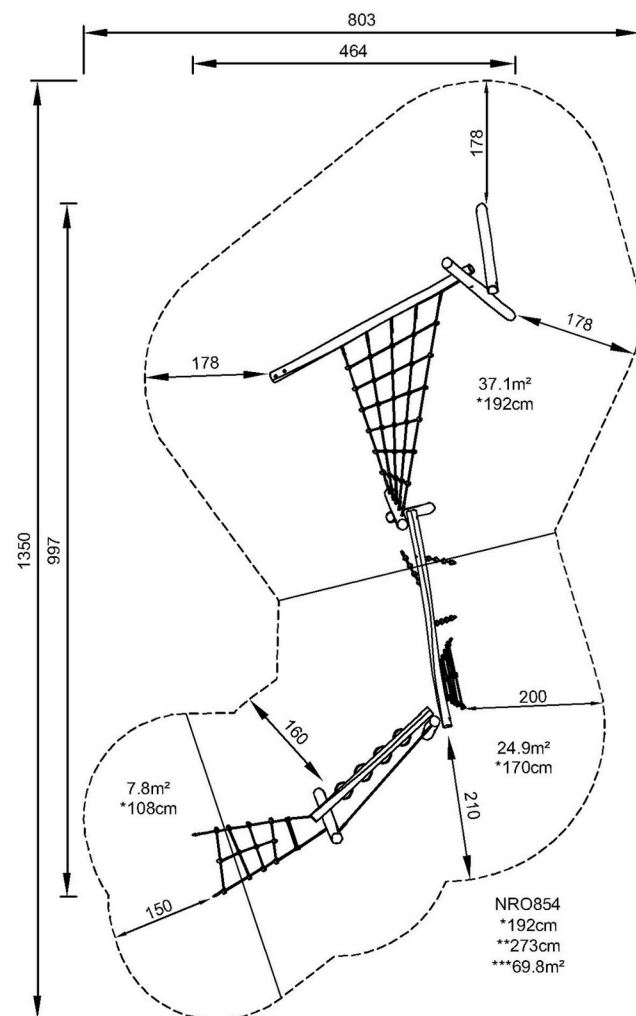 803
464
178
1350
997
178
178
37.1m²
*192cm
200
160
24.9m²
*170cm
7.8m²
*108cm
210
150
NRO854
*192cm
**273cm
***69.8m²